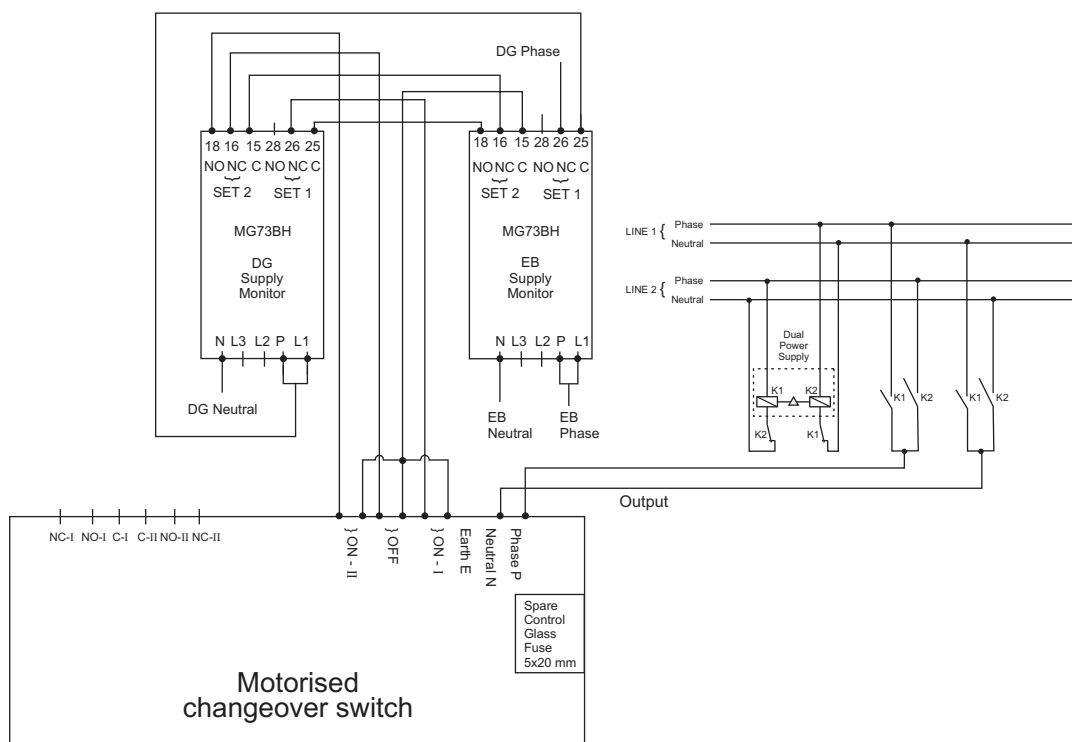 DG Phase
18 16 15 28 26 25
NO NC C NO NC C
SET 2 SET 1
MG73BH
DG
Supply
Monitor
N L3 L2 P L1
DG Neutral
18 16 15 28 26 25
NO NC C NO NC C
SET 2 SET 1
MG73BH
EB
Supply
Monitor
N L3 L2 P L1
EB
Neutral
EB
Phase
LINE 1 {
Phase
Neutral
LINE 2 {
Phase
Neutral
Dual
Power
Supply
K1 K2
K2 K1
K1 K2 K1 K2
Output
NC-I NO-I C-I C-II NO-II NC-II
} ON - II
} OFF
} ON - I
Earth E
Neutral N
Phase P
Spare
Control
Glass
Fuse
5x20 mm
Motorised
changeover switch